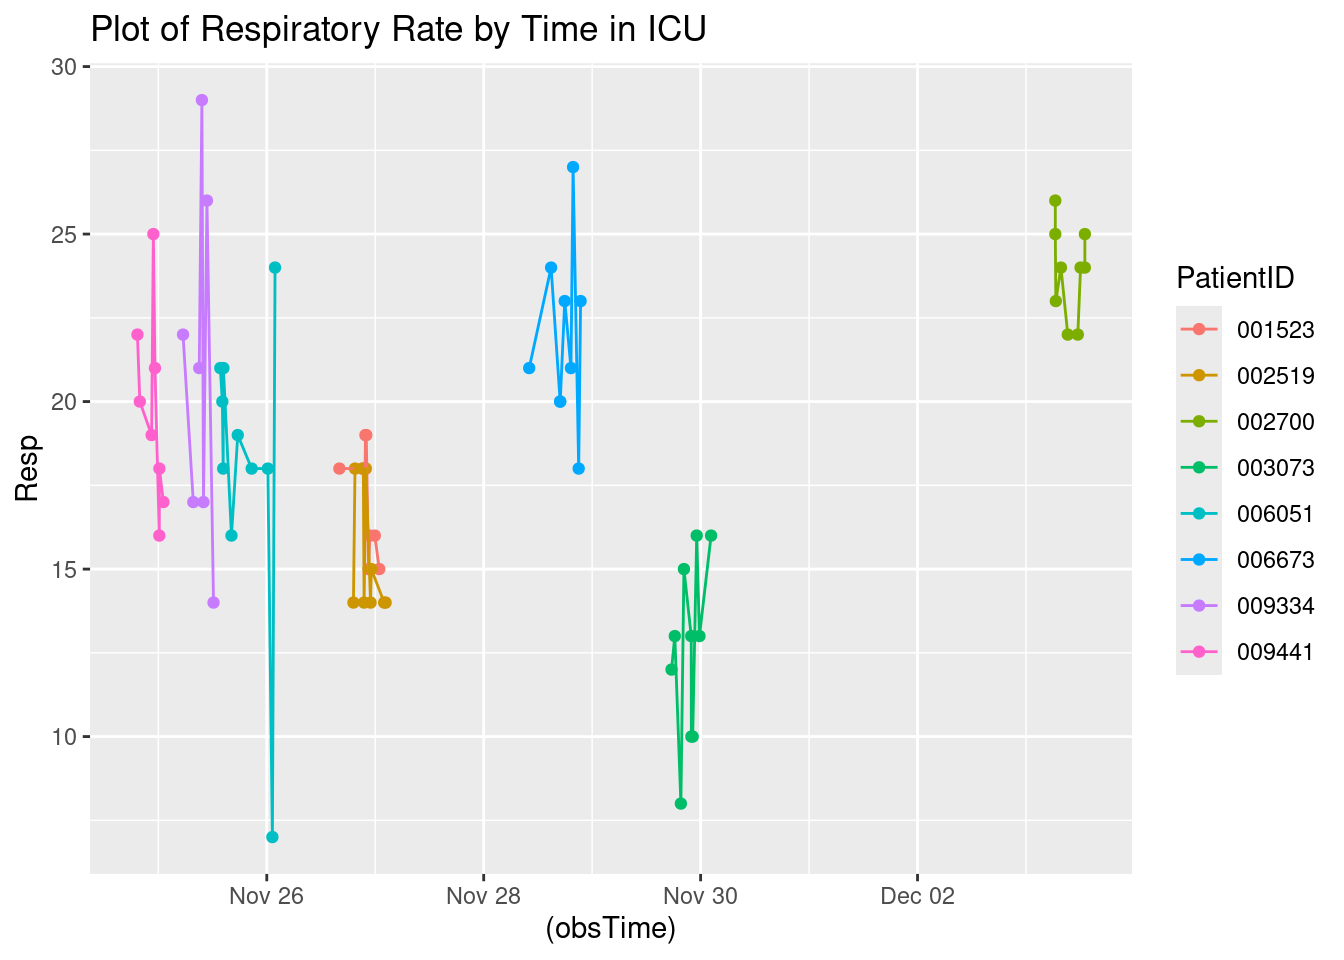 Plot of Respiratory Rate by Time in ICU
30
25
20
15
10
Resp
Nov 26
Nov 28
Nov 30
Dec 02
(obsTime)
PatientID
001523
002519
002700
003073
006051
006673
009334
009441